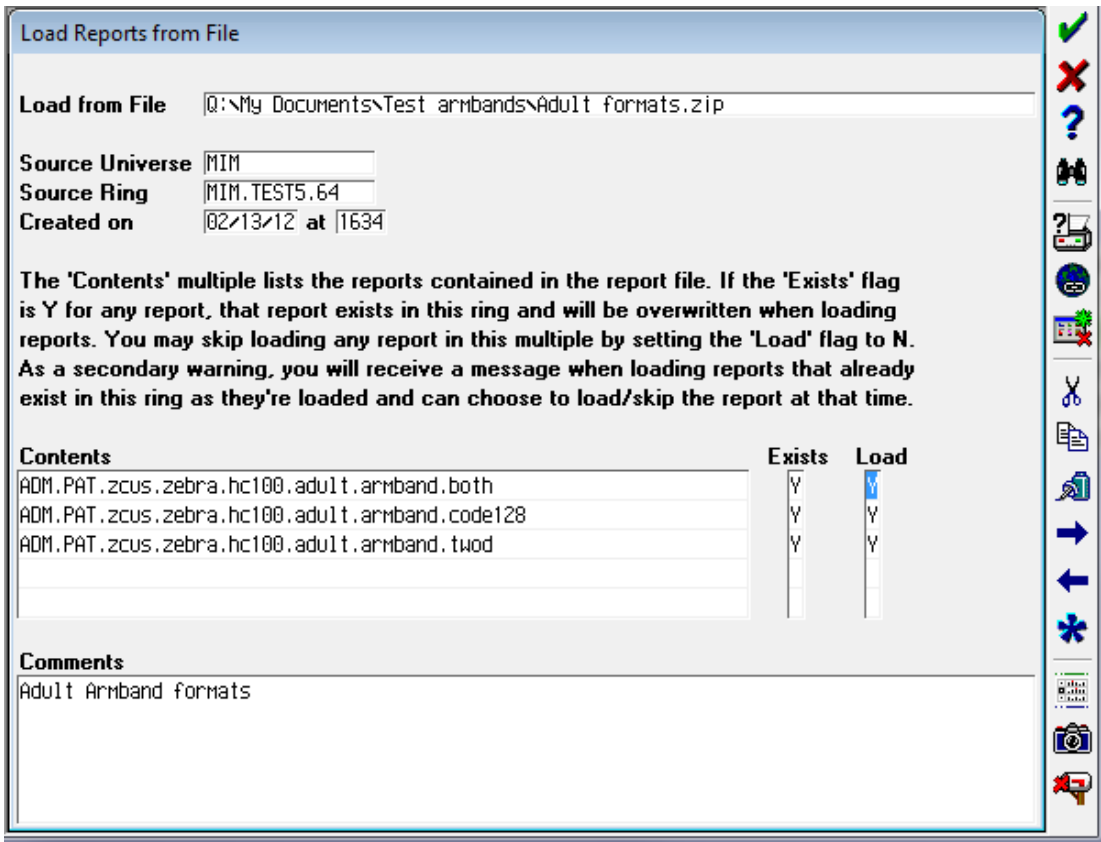 Load Reports from File
Load from File Q:\My Documents\Test armbands\Adult formats.zip
Source Universe MIM
Source Ring MIM.TEST5.64
Created on 02/13/12 at 1634
The 'Contents' multiple lists the reports contained in the report file. If the 'Exists' flag
is Y for any report, that report exists in this ring and will be overwritten when loading
reports. You may skip loading any report in this multiple by setting the 'Load' flag to N.
As a secondary warning, you will receive a message when loading reports that already
exist in this ring as they're loaded and can choose to load/skip the report at that time.
Contents Exists Load
ADM.PAT.zcus.zebra.hc100.adult.armband.both Y Y
ADM.PAT.zcus.zebra.hc100.adult.armband.code128 Y Y
ADM.PAT.zcus.zebra.hc100.adult.armband.twod Y Y
Comments
Adult Armband formats